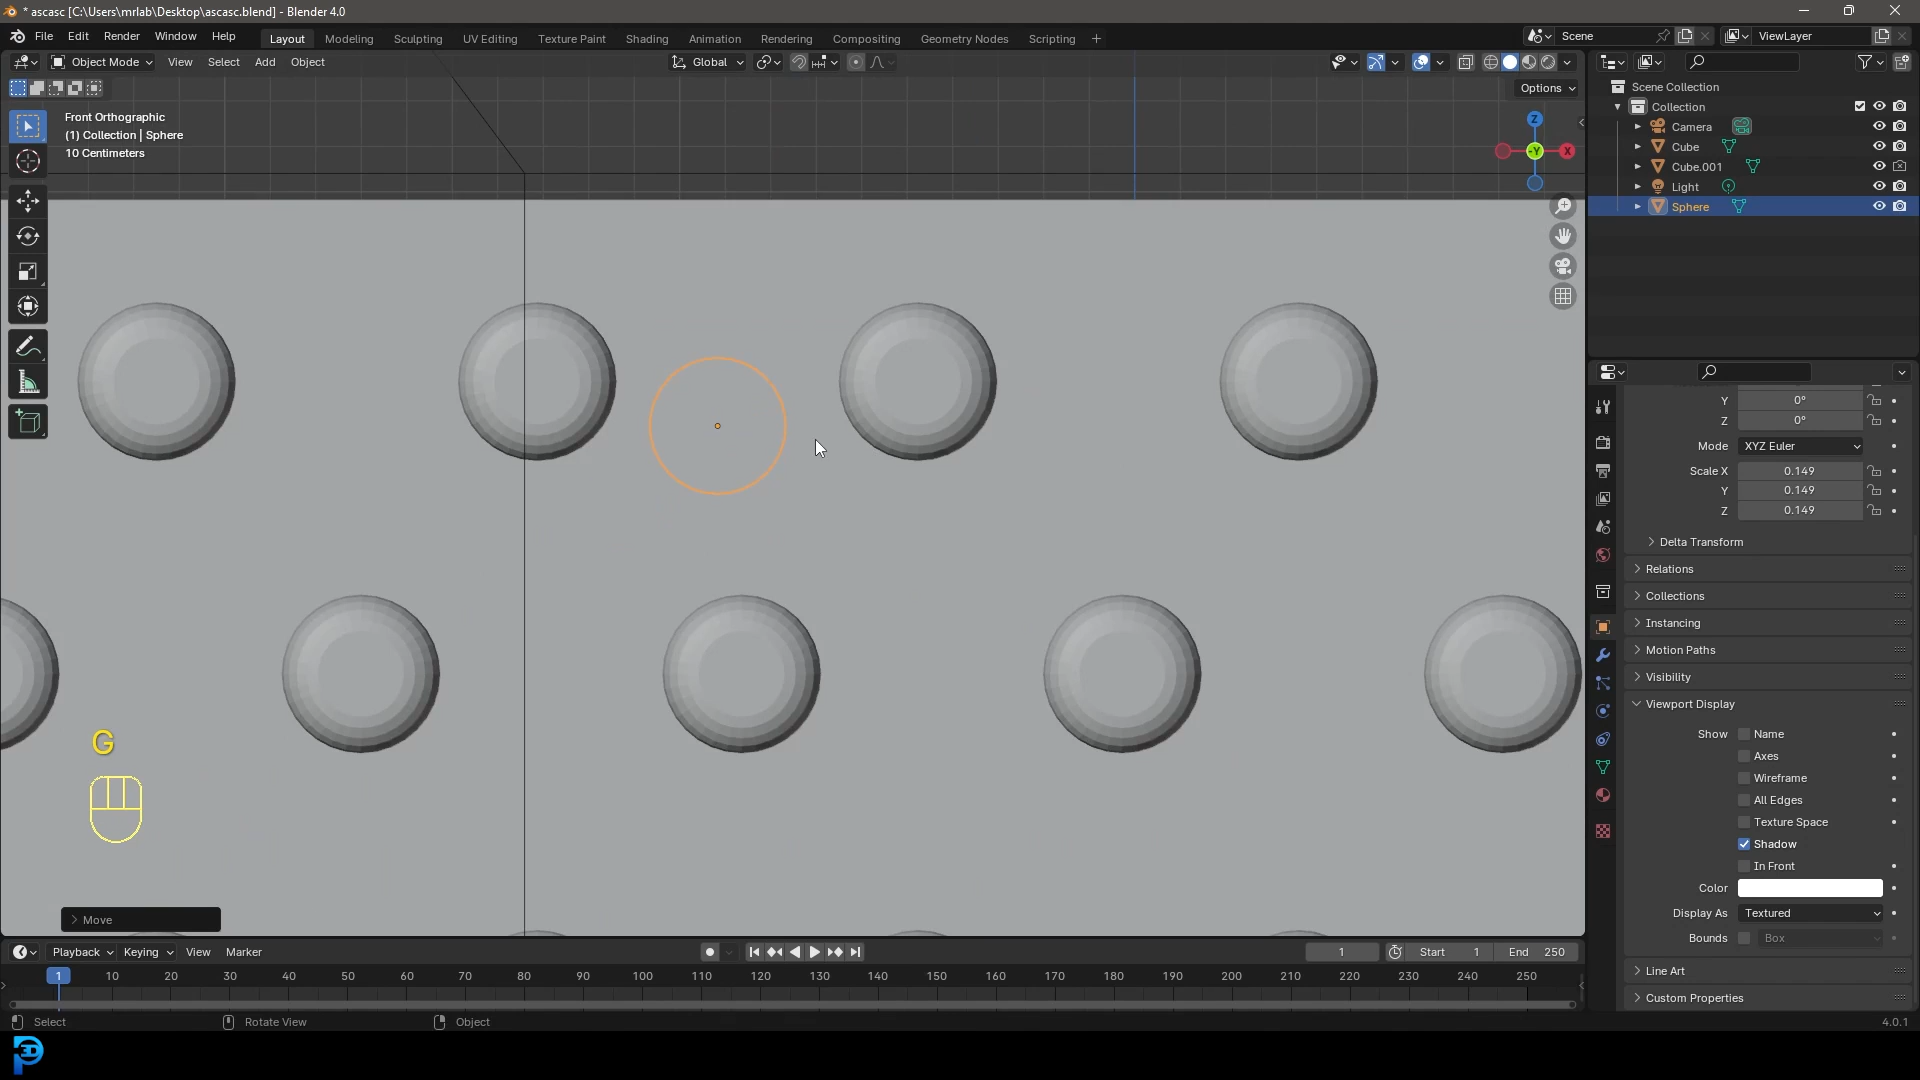 * ascasc [C:\Users\mrlab\Desktop\ascasc.blend] - Blender 4.0
File Edit Render Window Help
Layout Modeling Sculpting UV Editing Texture Paint Shading Animation Rendering Compositing Geometry Nodes Scripting +
Scene ViewLayer
Object Mode View Select Add Object Global
Options
Front Orthographic
(1) Collection | Sphere
10 Centimeters
Z
-Y
X
Scene Collection
Collection
Camera
Cube
Cube.001
Light
Sphere
Y 0°
Z 0°
Mode XYZ Euler
Scale X 0.149
Y 0.149
Z 0.149
Delta Transform
Relations
Collections
Instancing
Motion Paths
Visibility
Viewport Display
Show Name
Axes
Wireframe
All Edges
Texture Space
Shadow
In Front
Color
Display As Textured
Bounds Box
Line Art
Custom Properties
G
Move
Playback Keying View Marker 1 Start 1 End 250
1 10 20 30 40 50 60 70 80 90 100 110 120 130 140 150 160 170 180 190 200 210 220 230 240 250
Select Rotate View Object 4.0.1